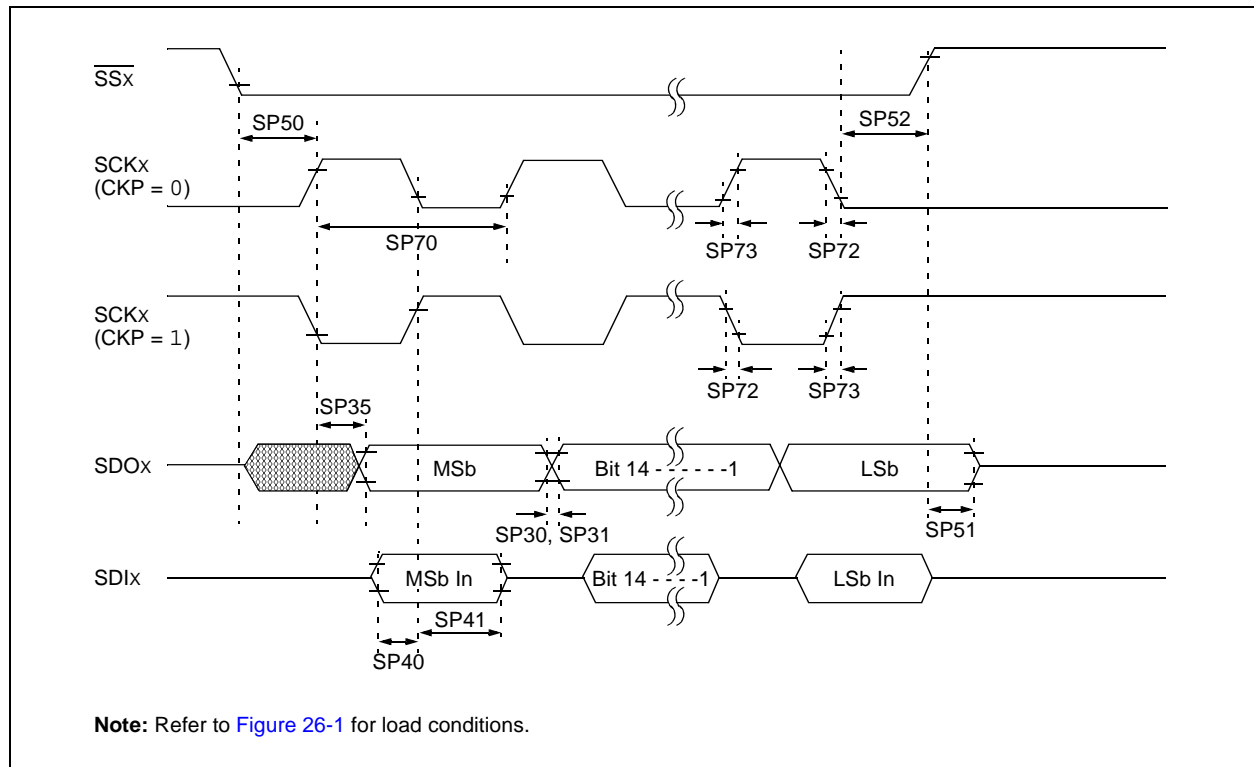 SSx
SP50
SP52
SCKx
(CKP = 0)
SP70
SP73
SP72
SCKx
(CKP = 1)
SP72
SP73
SP35
SDOx
MSb
Bit 14 - - - - - -1
LSb
SP30, SP31
SP51
SDIx
MSb In
Bit 14 - - - -1
LSb In
SP41
SP40
Note: Refer to Figure 26-1 for load conditions.